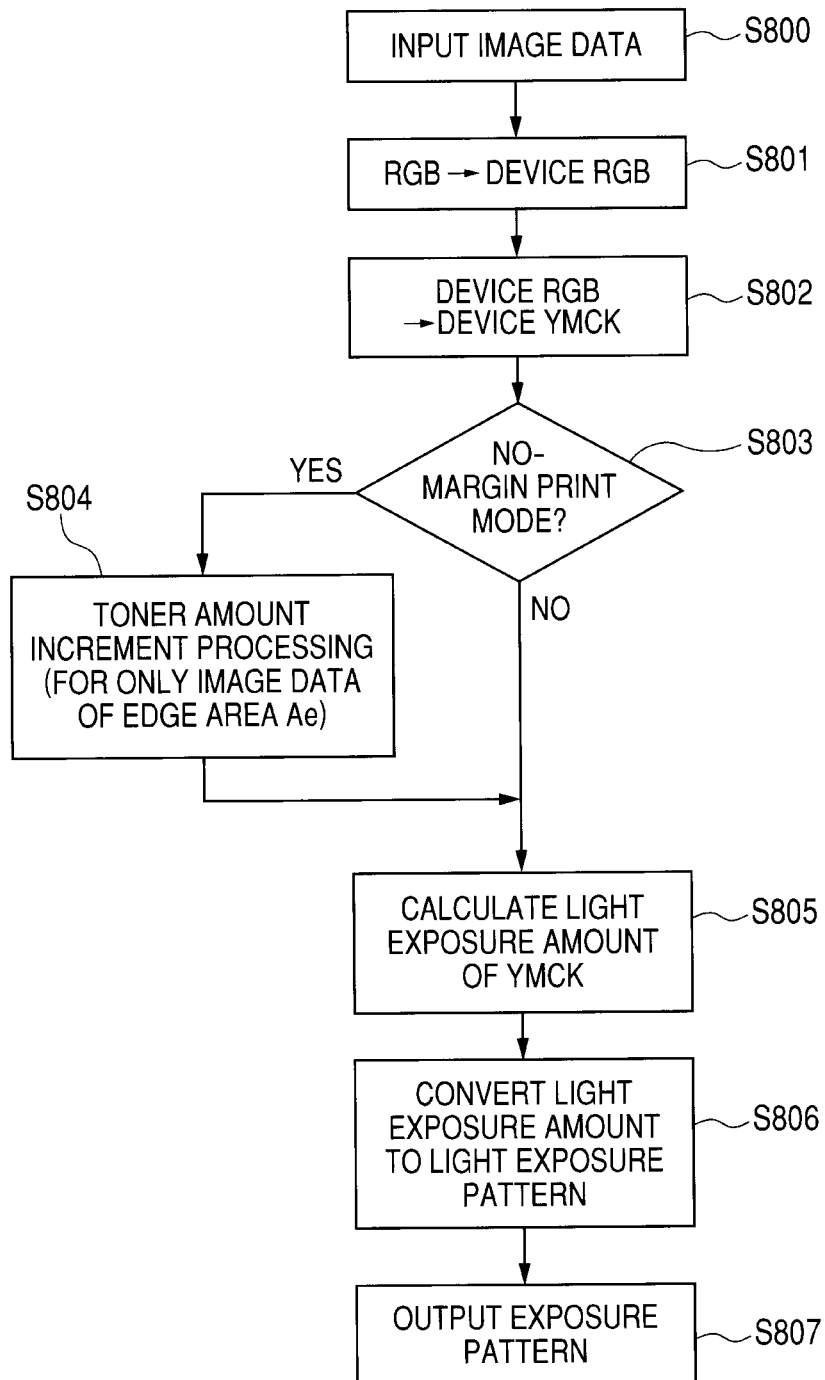 INPUT IMAGE DATA
S800
RGB → DEVICE RGB
S801
DEVICE RGB
→ DEVICE YMCK
S802
NO-
MARGIN PRINT
MODE?
S803
YES
NO
S804
TONER AMOUNT
INCREMENT PROCESSING
(FOR ONLY IMAGE DATA
OF EDGE AREA Ae)
CALCULATE LIGHT
EXPOSURE AMOUNT
OF YMCK
S805
CONVERT LIGHT
EXPOSURE AMOUNT
TO LIGHT EXPOSURE
PATTERN
S806
OUTPUT EXPOSURE
PATTERN
S807